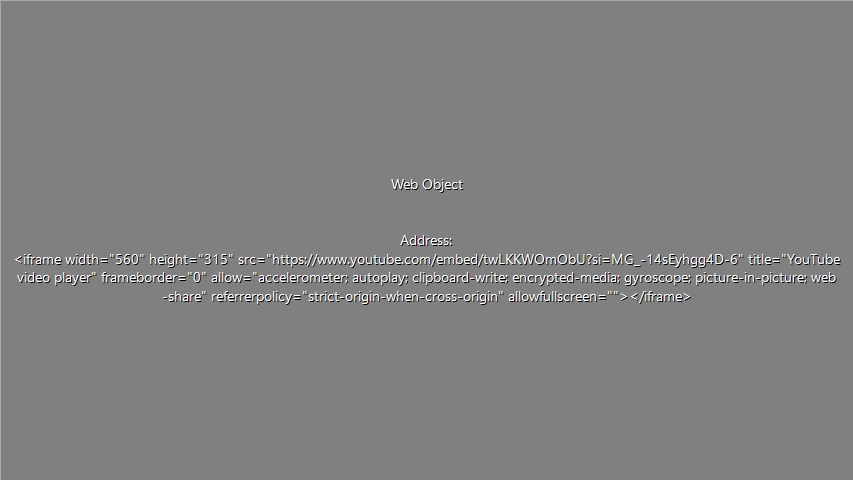 Web Object
Address:
<iframe width="560" height="315" src="https://www.youtube.com/embed/twLKKWOmObU?si=MG_-14sEyhgg4D-6" title="YouTube
video player" frameborder="0" allow="accelerometer; autoplay; clipboard-write; encrypted-media; gyroscope; picture-in-picture; web
-share" referrerpolicy="strict-origin-when-cross-origin" allowfullscreen=""></iframe>